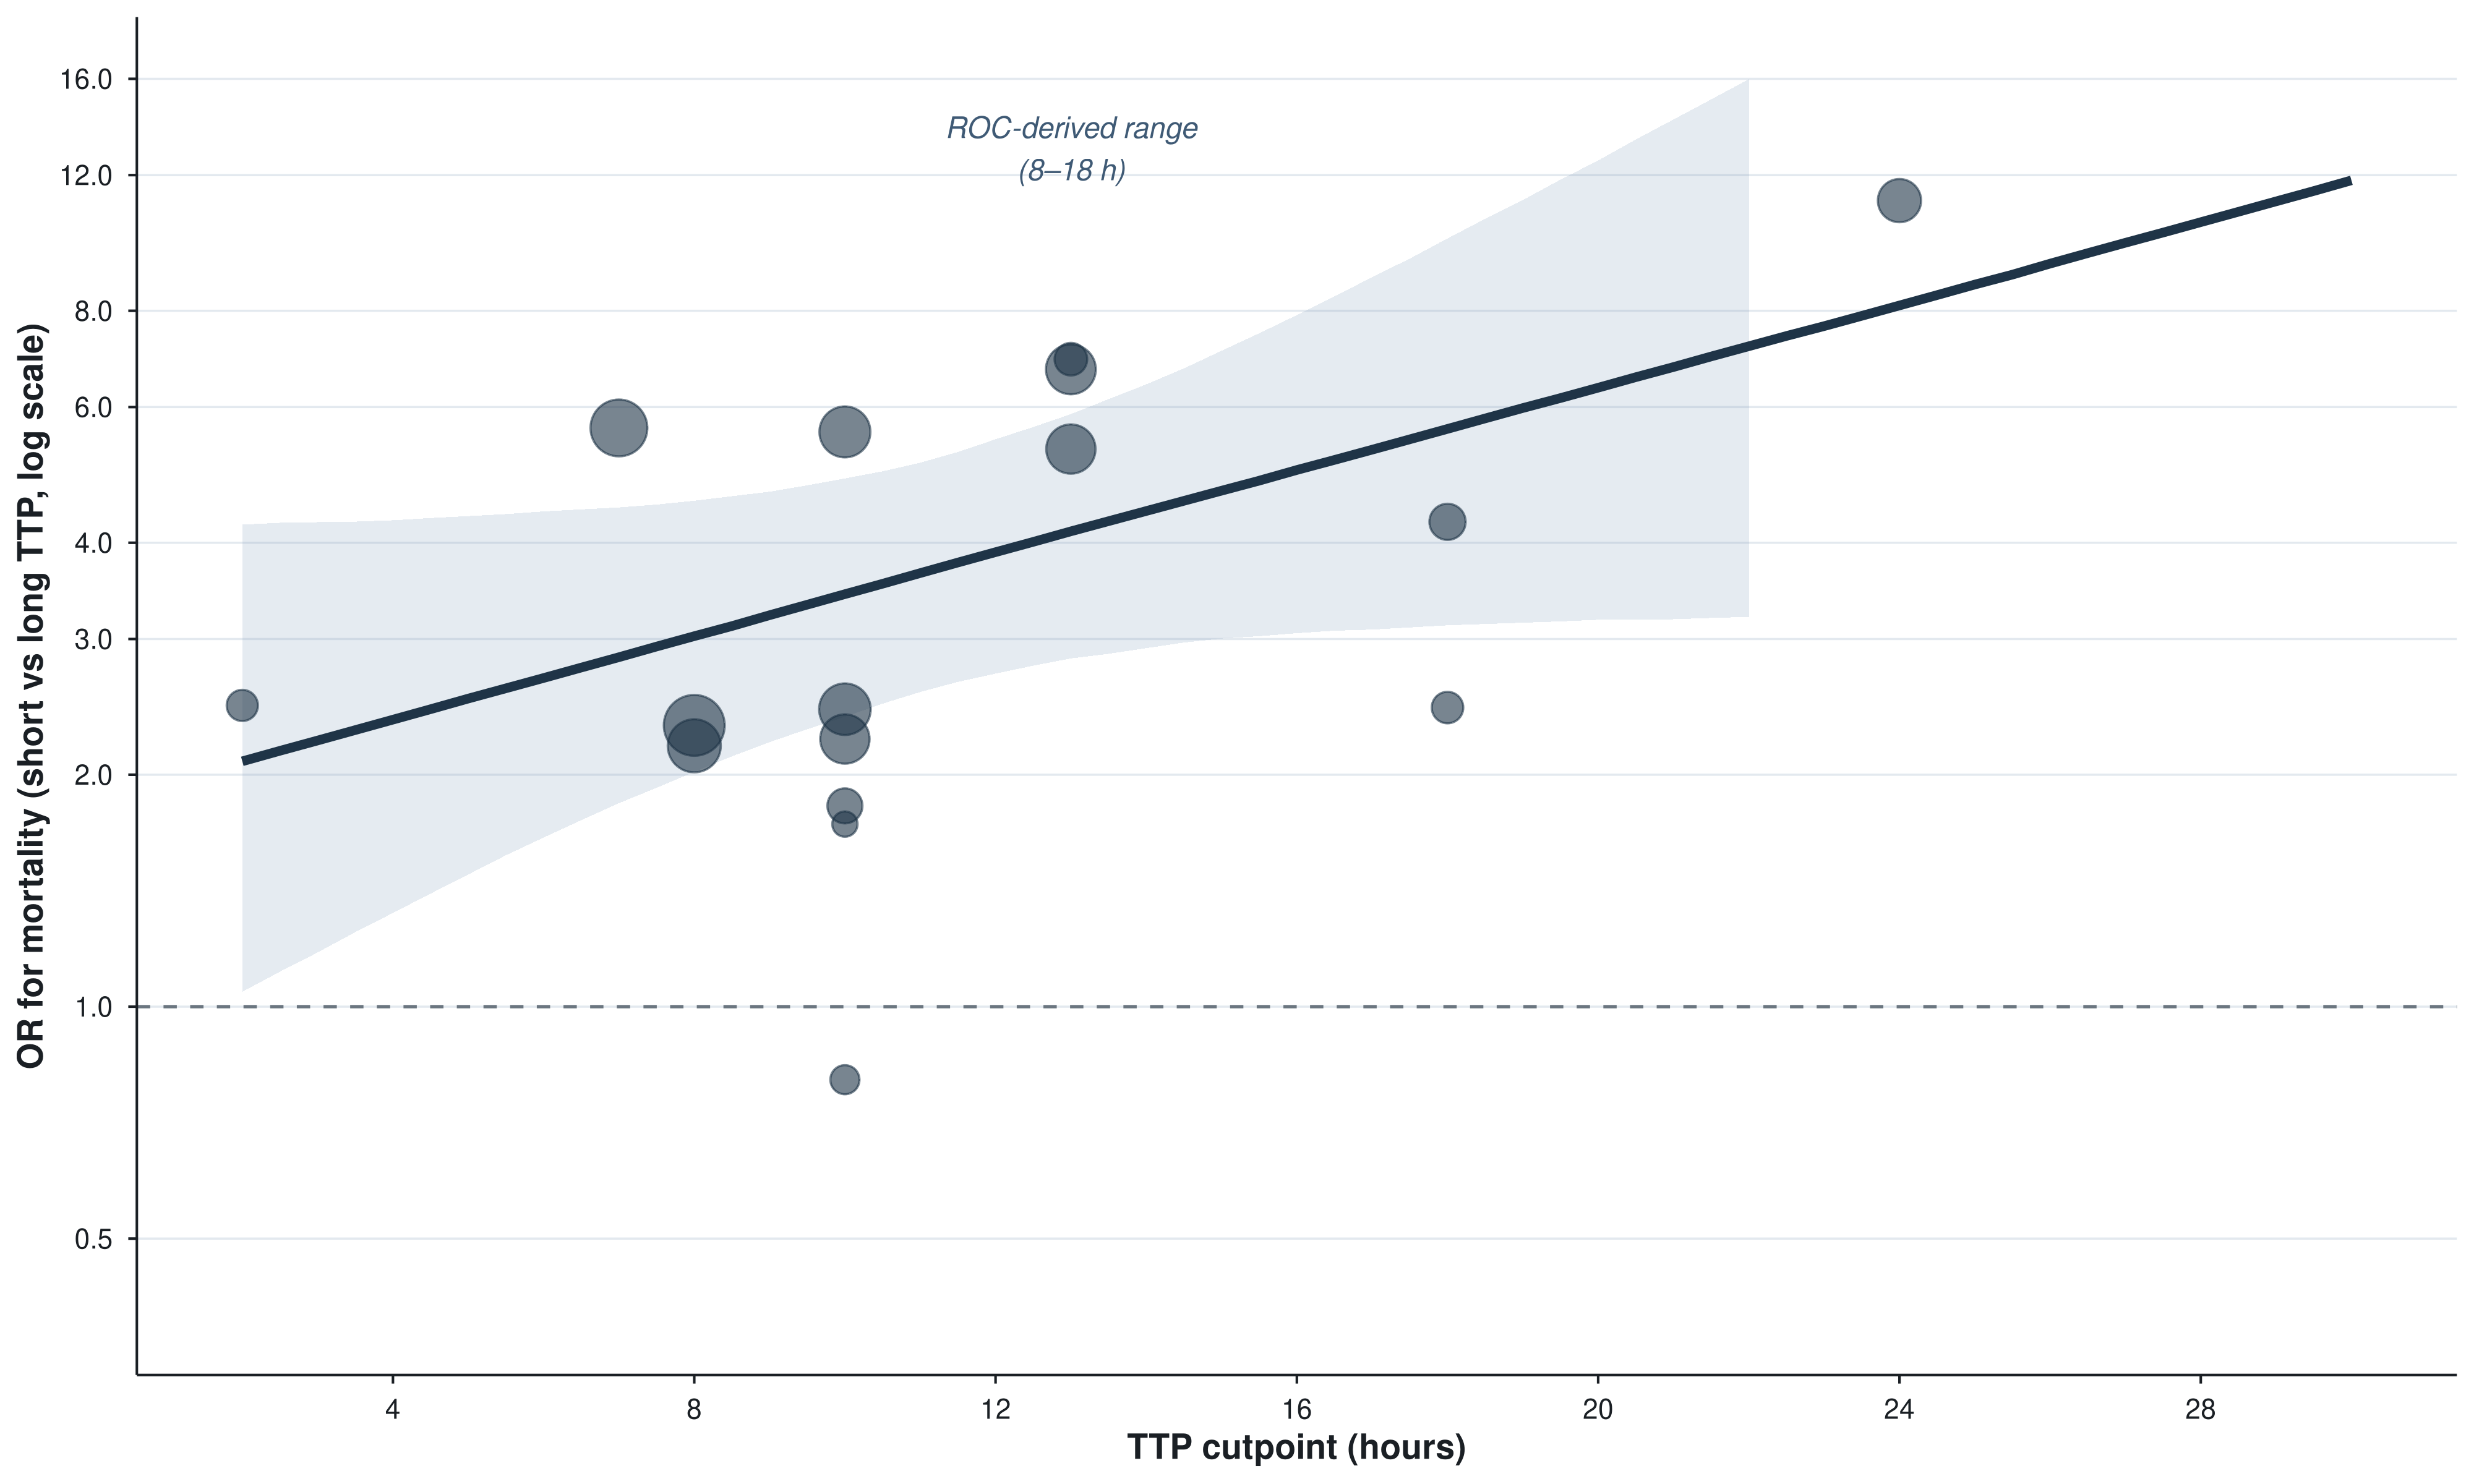 ROC-derived range
(8–18 h)
OR for mortality (short vs long TTP, log scale)
16.0
12.0
8.0
6.0
4.0
3.0
2.0
1.0
0.5
4 8 12 16 20 24 28
TTP cutpoint (hours)